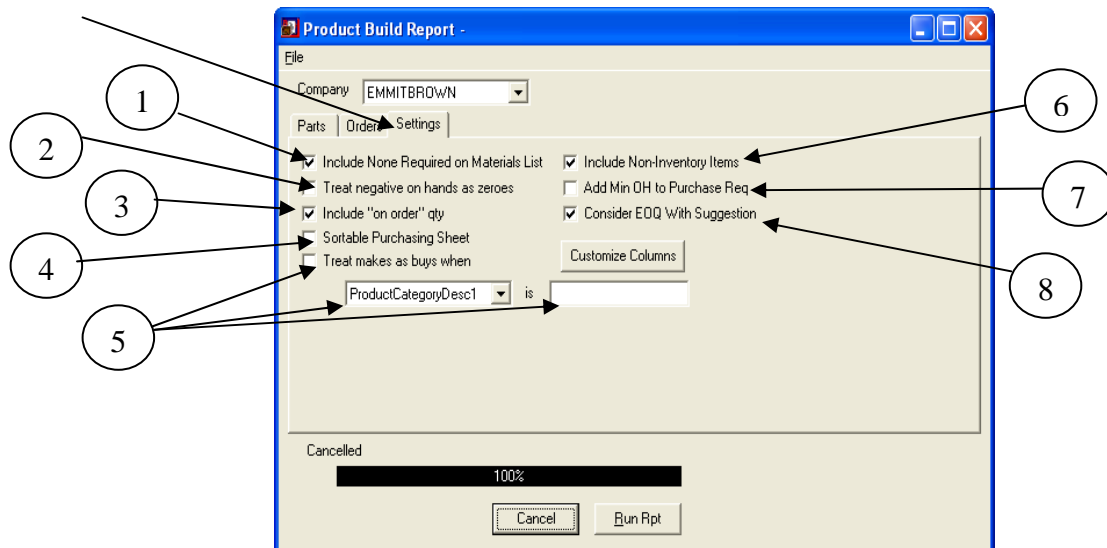 Product Build Report -
File
Company EMMITBROWN
Parts Orders Settings
1
2
3
4
5
Include None Required on Materials List
Treat negative on hands as zeroes
Include "on order" qty
Sortable Purchasing Sheet
Treat makes as buys when
ProductCategoryDesc1 is
Include Non-Inventory Items
Add Min OH to Purchase Req
Consider EOQ With Suggestion
Customize Columns
6
7
8
Cancelled
100%
Cancel Run Rpt